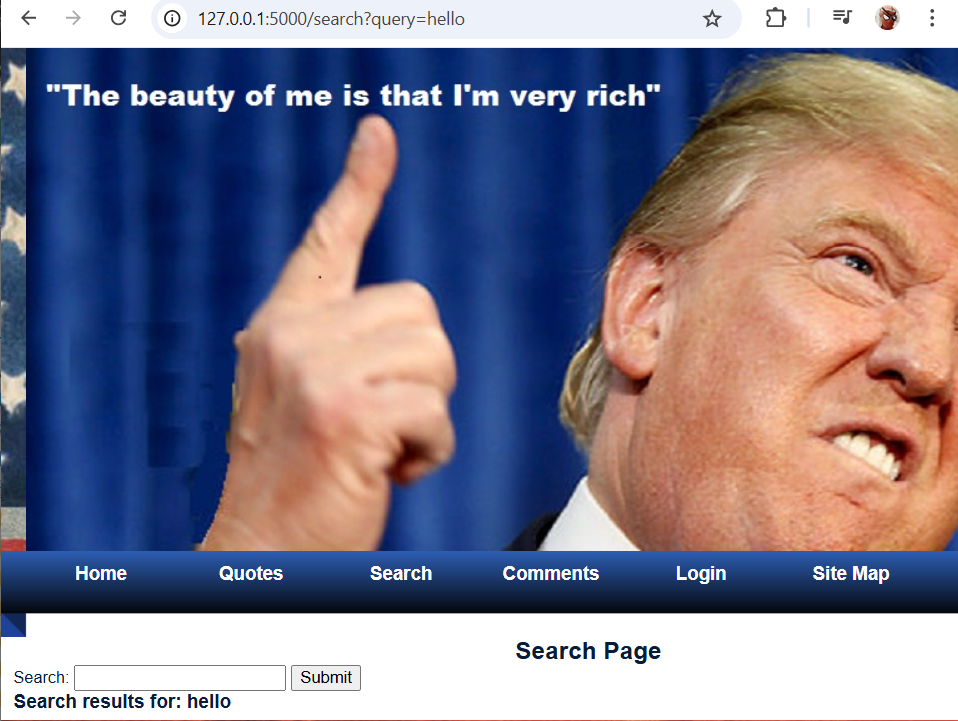 127.0.0.1:5000/search?query=hello
"The beauty of me is that I'm very rich"
Home Quotes Search Comments Login Site Map
Search Page
Search: Submit
Search results for: hello